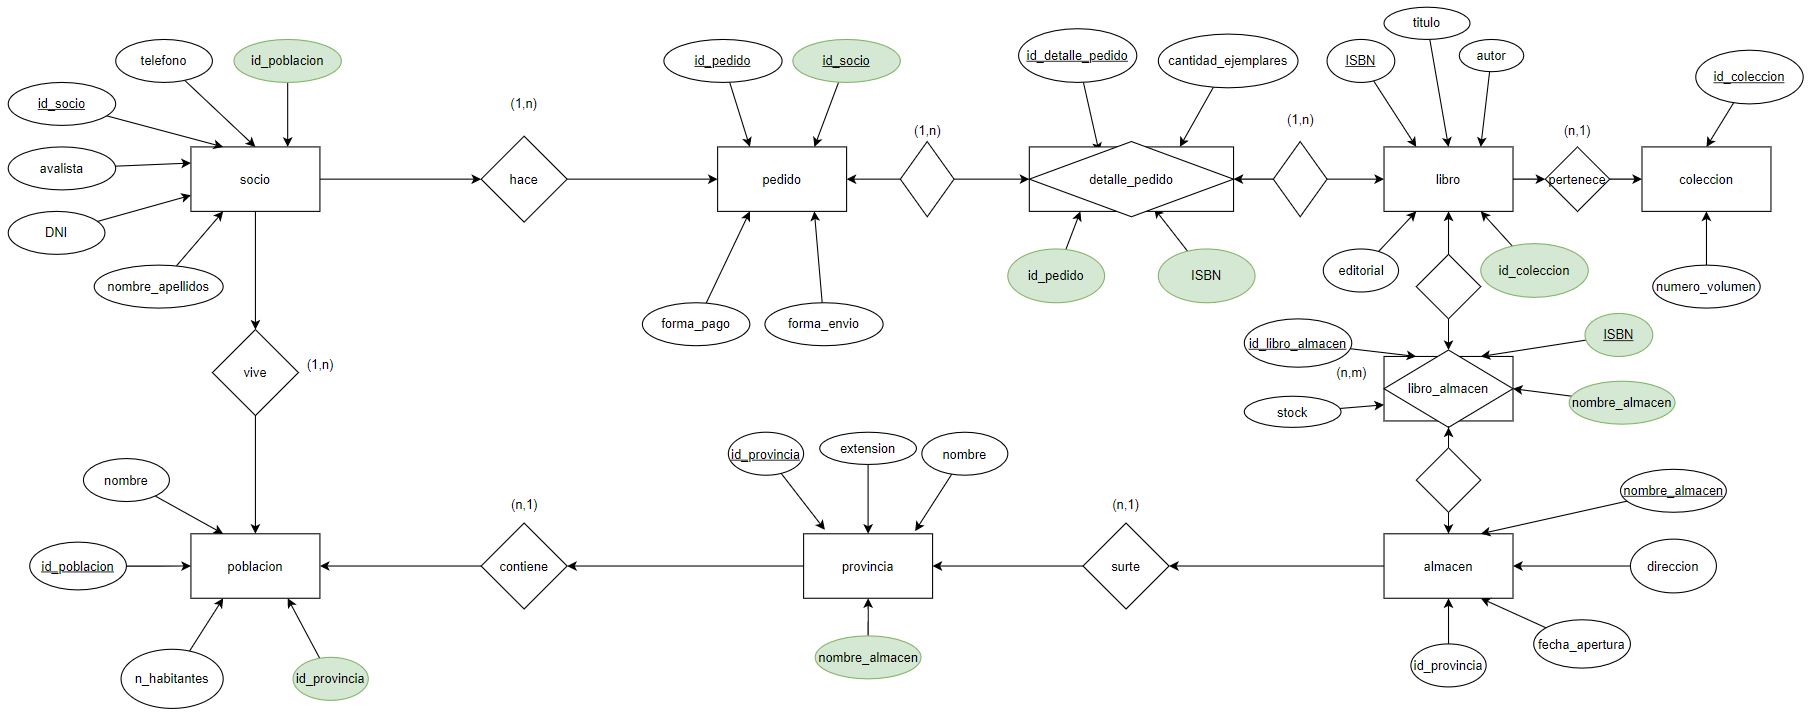 titulo
telefono
id_poblacion
id_pedido
id_socio
id_detalle_pedido
cantidad_ejemplares
ISBN
autor
id_coleccion
id_socio
(1,n)
(1,n)
(1,n)
(n,1)
avalista
socio
hace
pedido
detalle_pedido
libro
pertenece
coleccion
DNI
nombre_apellidos
id_pedido
ISBN
editorial
id_coleccion
numero_volumen
forma_pago
forma_envio
id_libro_almacen
ISBN
vive
(1,n)
(n,m)
libro_almacen
nombre_almacen
stock
nombre
id_provincia
extension
nombre
nombre_almacen
(n,1)
(n,1)
id_poblacion
poblacion
contiene
provincia
surte
almacen
direccion
n_habitantes
id_provincia
nombre_almacen
id_provincia
fecha_apertura